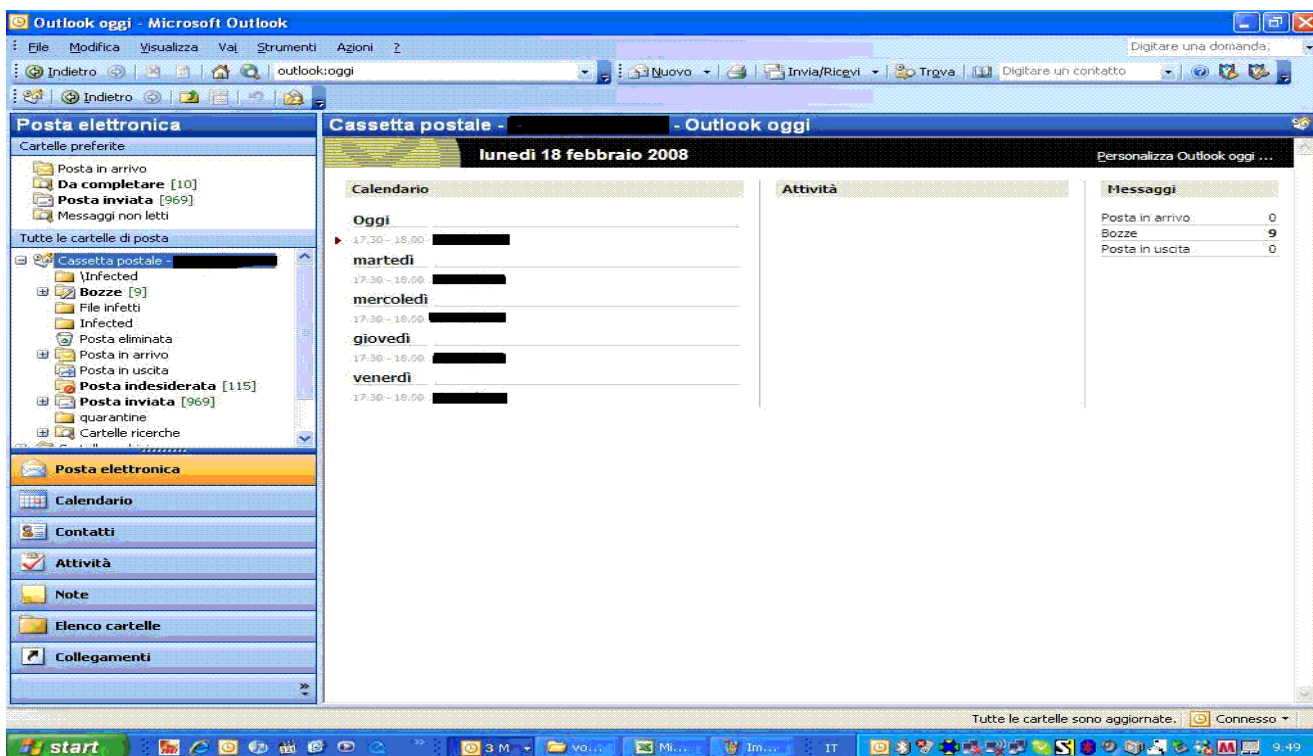 Outlook oggi - Microsoft Outlook
File Modifica Visualizza Vai Strumenti Azioni ?
Digitare una domanda.
Indietro outlook:oggi Nuovo Invia/Ricevi Trova Digitare un contatto
Indietro
Posta elettronica
Cartelle preferite
Posta in arrivo
Da completare [10]
Posta inviata [969]
Messaggi non letti
Tutte le cartelle di posta
Cassetta postale -
\Infected
Bozze [9]
File infetti
Infected
Posta eliminata
Posta in arrivo
Posta in uscita
Posta indesiderata [115]
Posta inviata [969]
quarantine
Cartelle ricerche
Posta elettronica
Calendario
Contatti
Attività
Note
Elenco cartelle
Collegamenti
Cassetta postale - - Outlook oggi
lunedì 18 febbraio 2008
Personalizza Outlook oggi ...
Calendario
Oggi
17.30 - 18.00
martedì
17.30 - 18.00
mercoledì
17.30 - 18.00
giovedì
17.30 - 18.00
venerdì
17.30 - 18.00
Attività
Messaggi
Posta in arrivo 0
Bozze 9
Posta in uscita 0
Tutte le cartelle sono aggiornate. Connesso
start 3 M vo... Mi... Im... IT 9.49